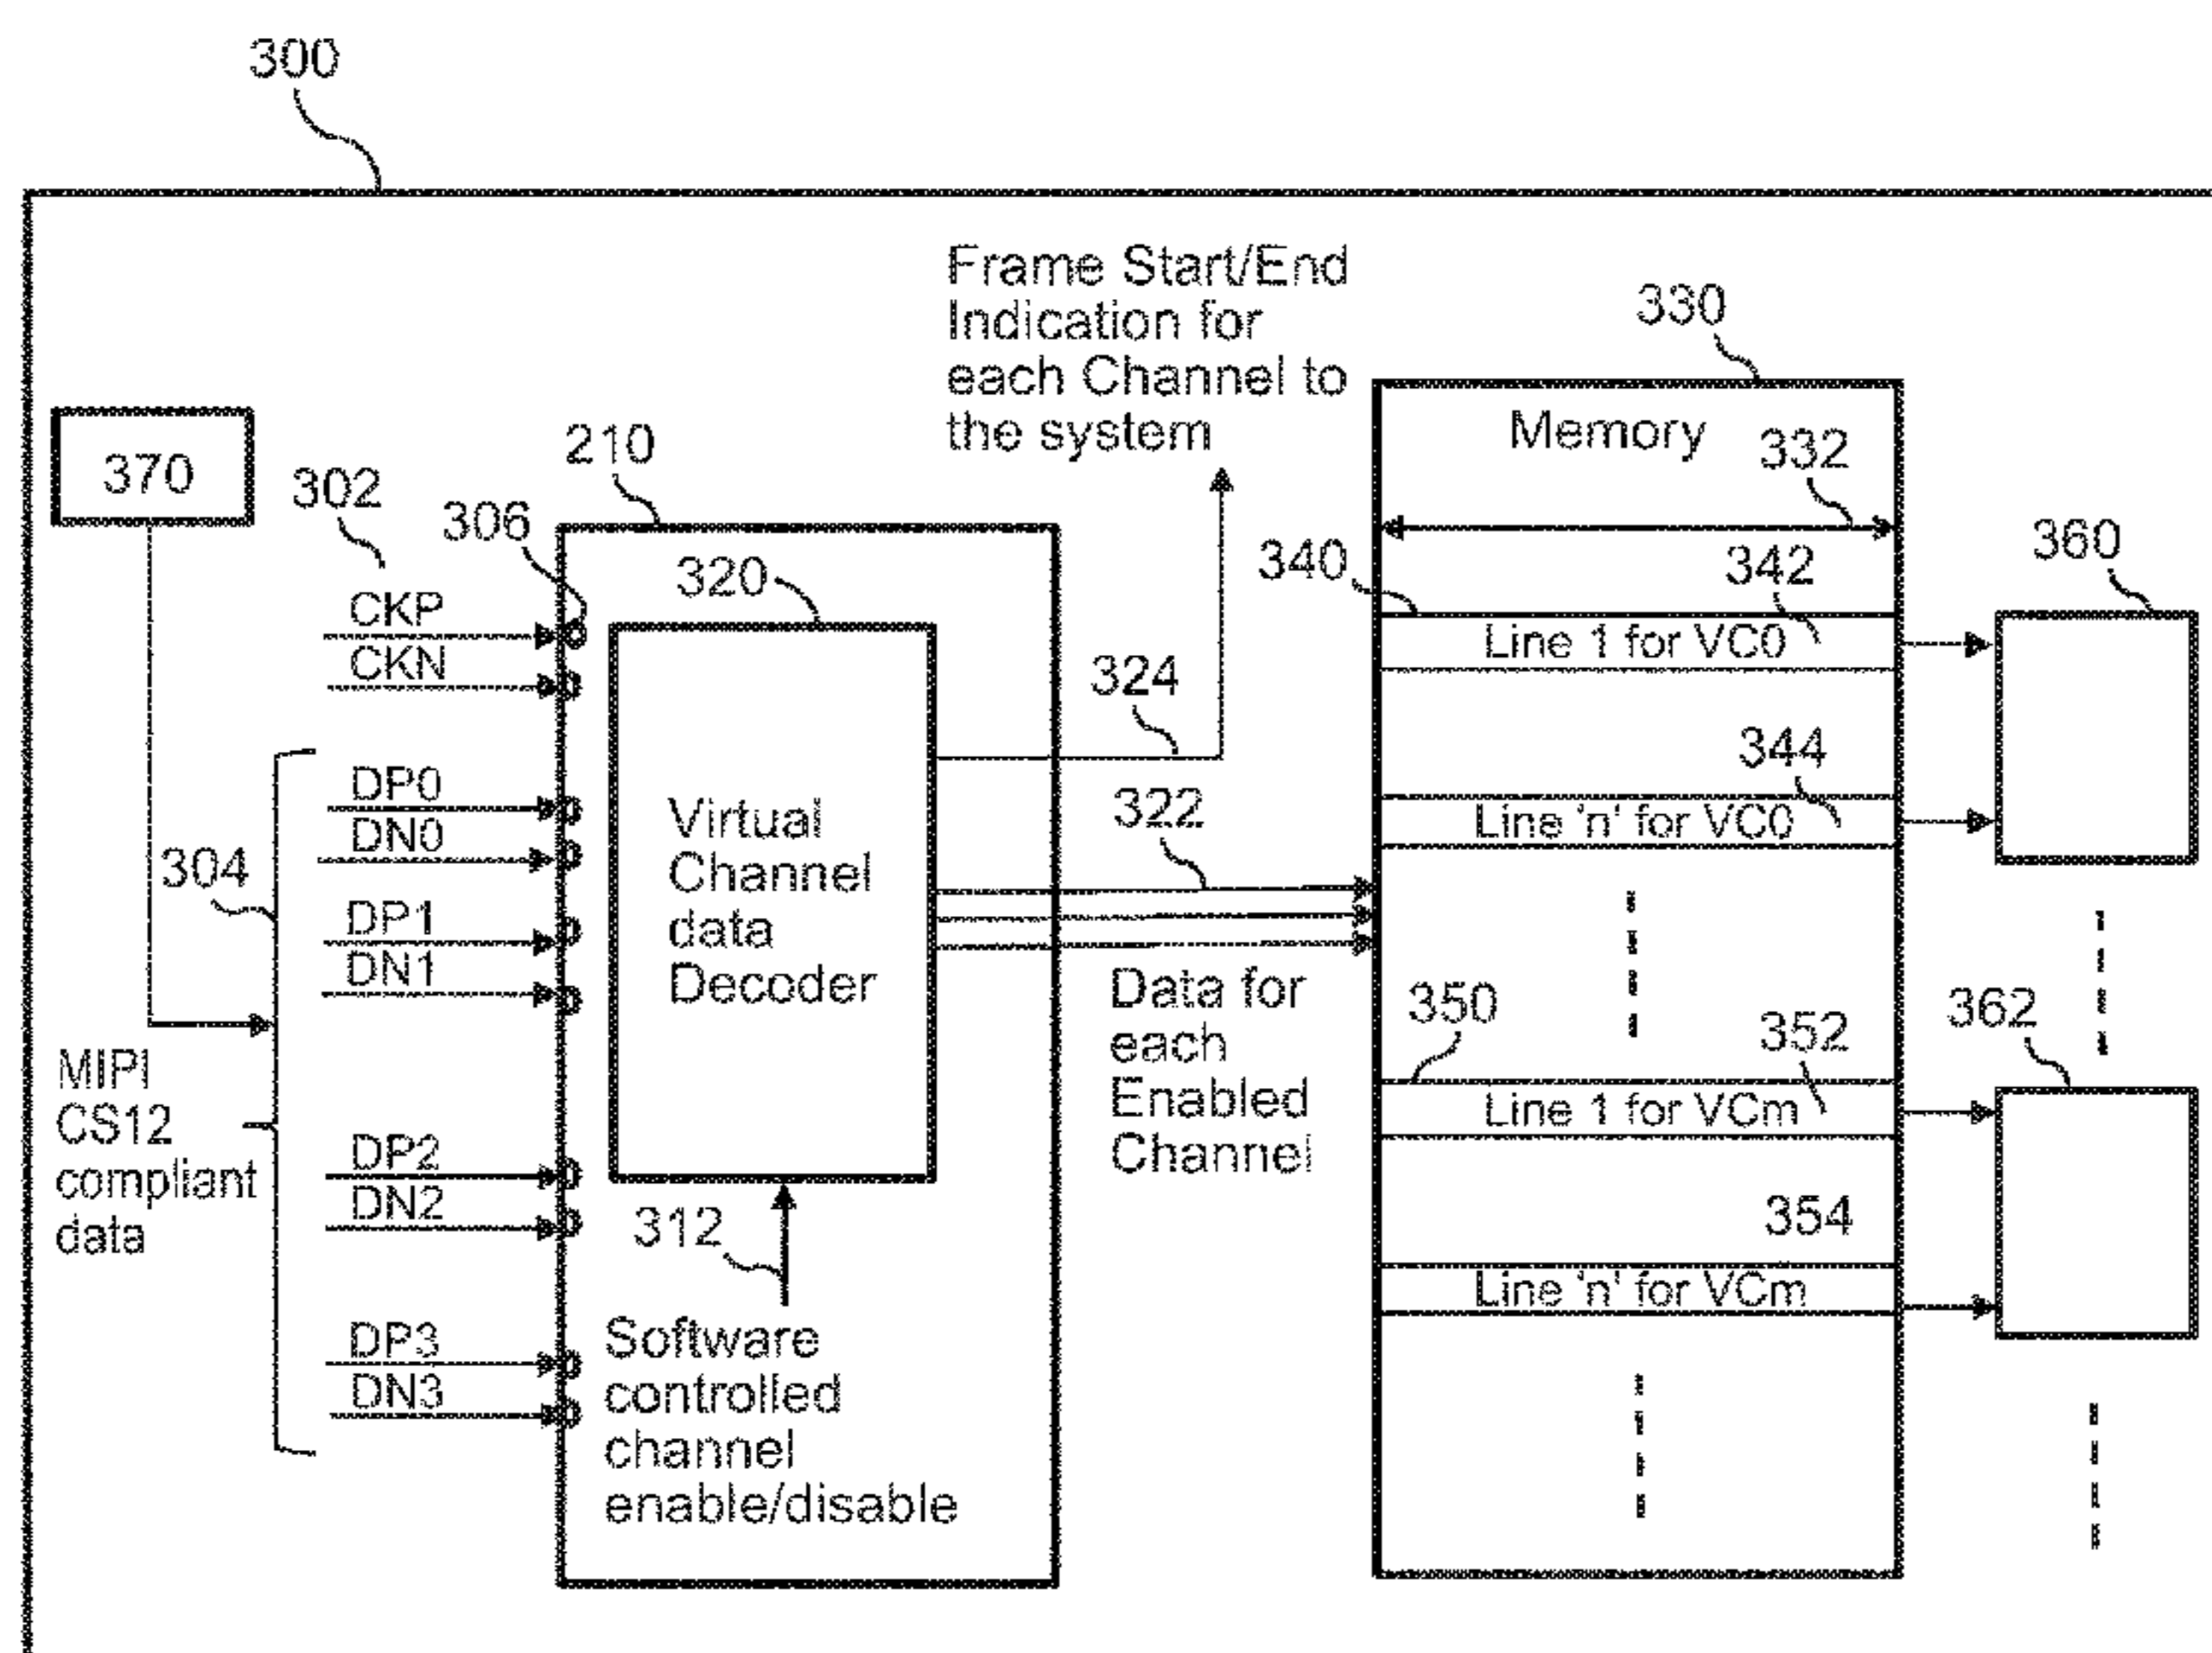 300
Frame Start/End
Indication for
each Channel to
the system
330
Memory
332
370
302
306
210
320
CKP
CKN
324
340
342
Line 1 for VC0
360
344
Line 'n' for VC0
304
DP0
DN0
DP1
DN1
Virtual
Channel
data
Decoder
322
Data for
each
Enabled
Channel
350
352
Line 1 for VCm
362
354
Line 'n' for VCm
MIPI
CS12
compliant
data
DP2
DN2
312
DP3
DN3
Software
controlled
channel
enable/disable